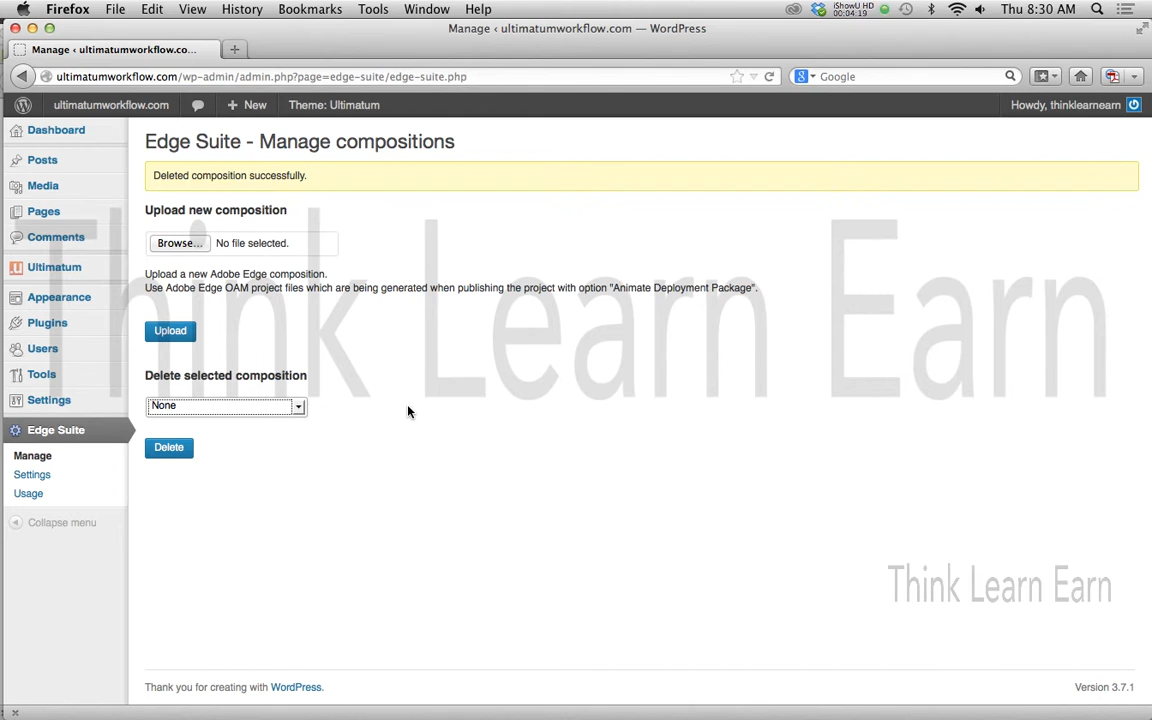 Firefox File Edit View History Bookmarks Tools Window Help iShowU HD 00:04:19 Thu 8:30 AM
Manage ‹ ultimatumworkflow.com — WordPress
Manage ‹ ultimatumworkflow.co...
ultimatumworkflow.com/wp-admin/admin.php?page=edge-suite/edge-suite.php Google
ultimatumworkflow.com + New Theme: Ultimatum Howdy, thinklearnearn
Dashboard
Posts
Media
Pages
Comments
Ultimatum
Appearance
Plugins
Users
Tools
Settings
Edge Suite
Manage
Settings
Usage
Collapse menu
Edge Suite - Manage compositions
Deleted composition successfully.
Upload new composition
Browse... No file selected.
Upload a new Adobe Edge composition.
Use Adobe Edge OAM project files which are being generated when publishing the project with option "Animate Deployment Package".
Upload
Delete selected composition
None
Delete
Think Learn Earn
Think Learn Earn
Thank you for creating with WordPress. Version 3.7.1